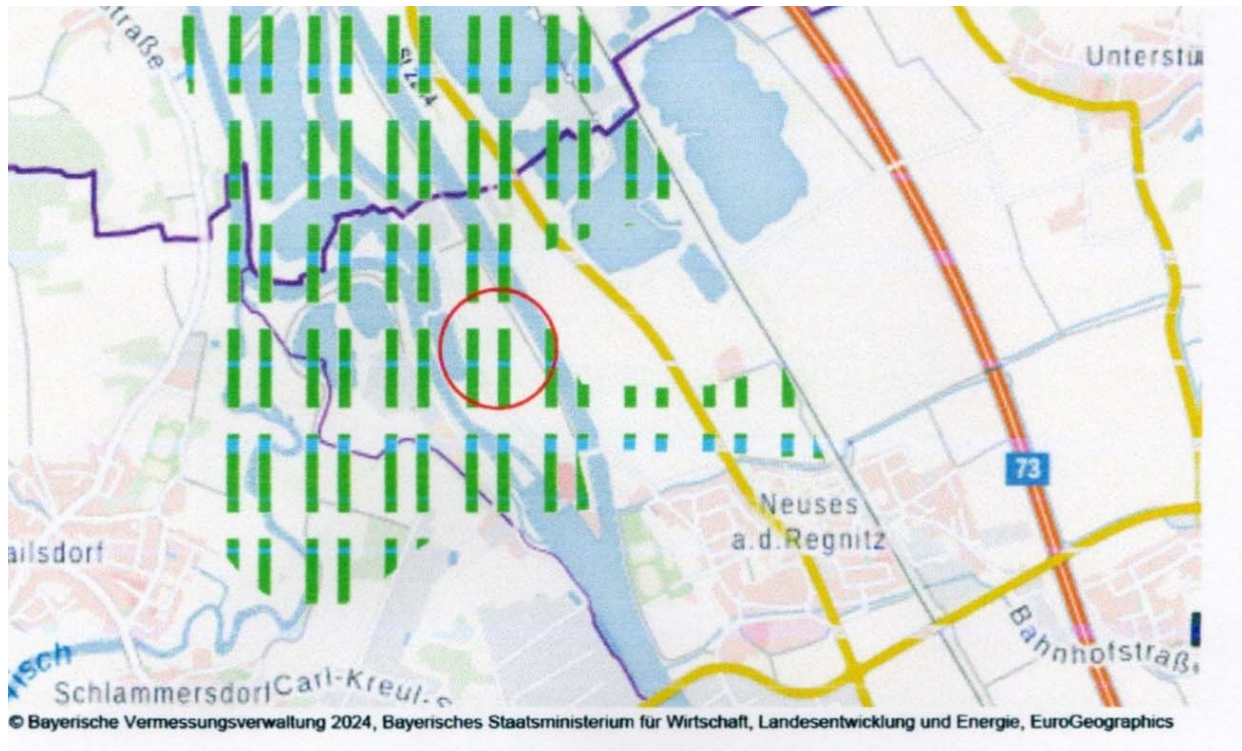 Unterstü
73
Neuses
a.d.Regnitz
ailsdorf
Bahnhofstraß.
Schlammersdorf
Carl-Kreul-S
© Bayerische Vermessungsverwaltung 2024, Bayerisches Staatsministerium für Wirtschaft, Landesentwicklung und Energie, EuroGeographics